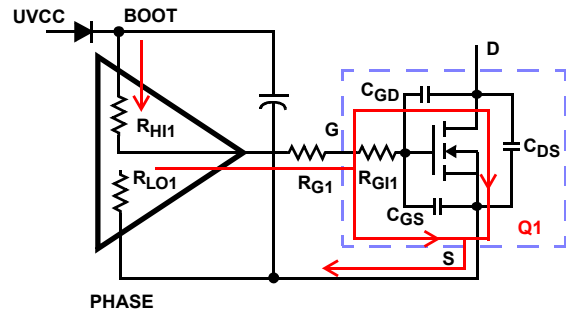 UVCC
BOOT
D
CGD
RHI1
G
CDS
RLO1
RG1
RGI1
CGS
Q1
S
PHASE